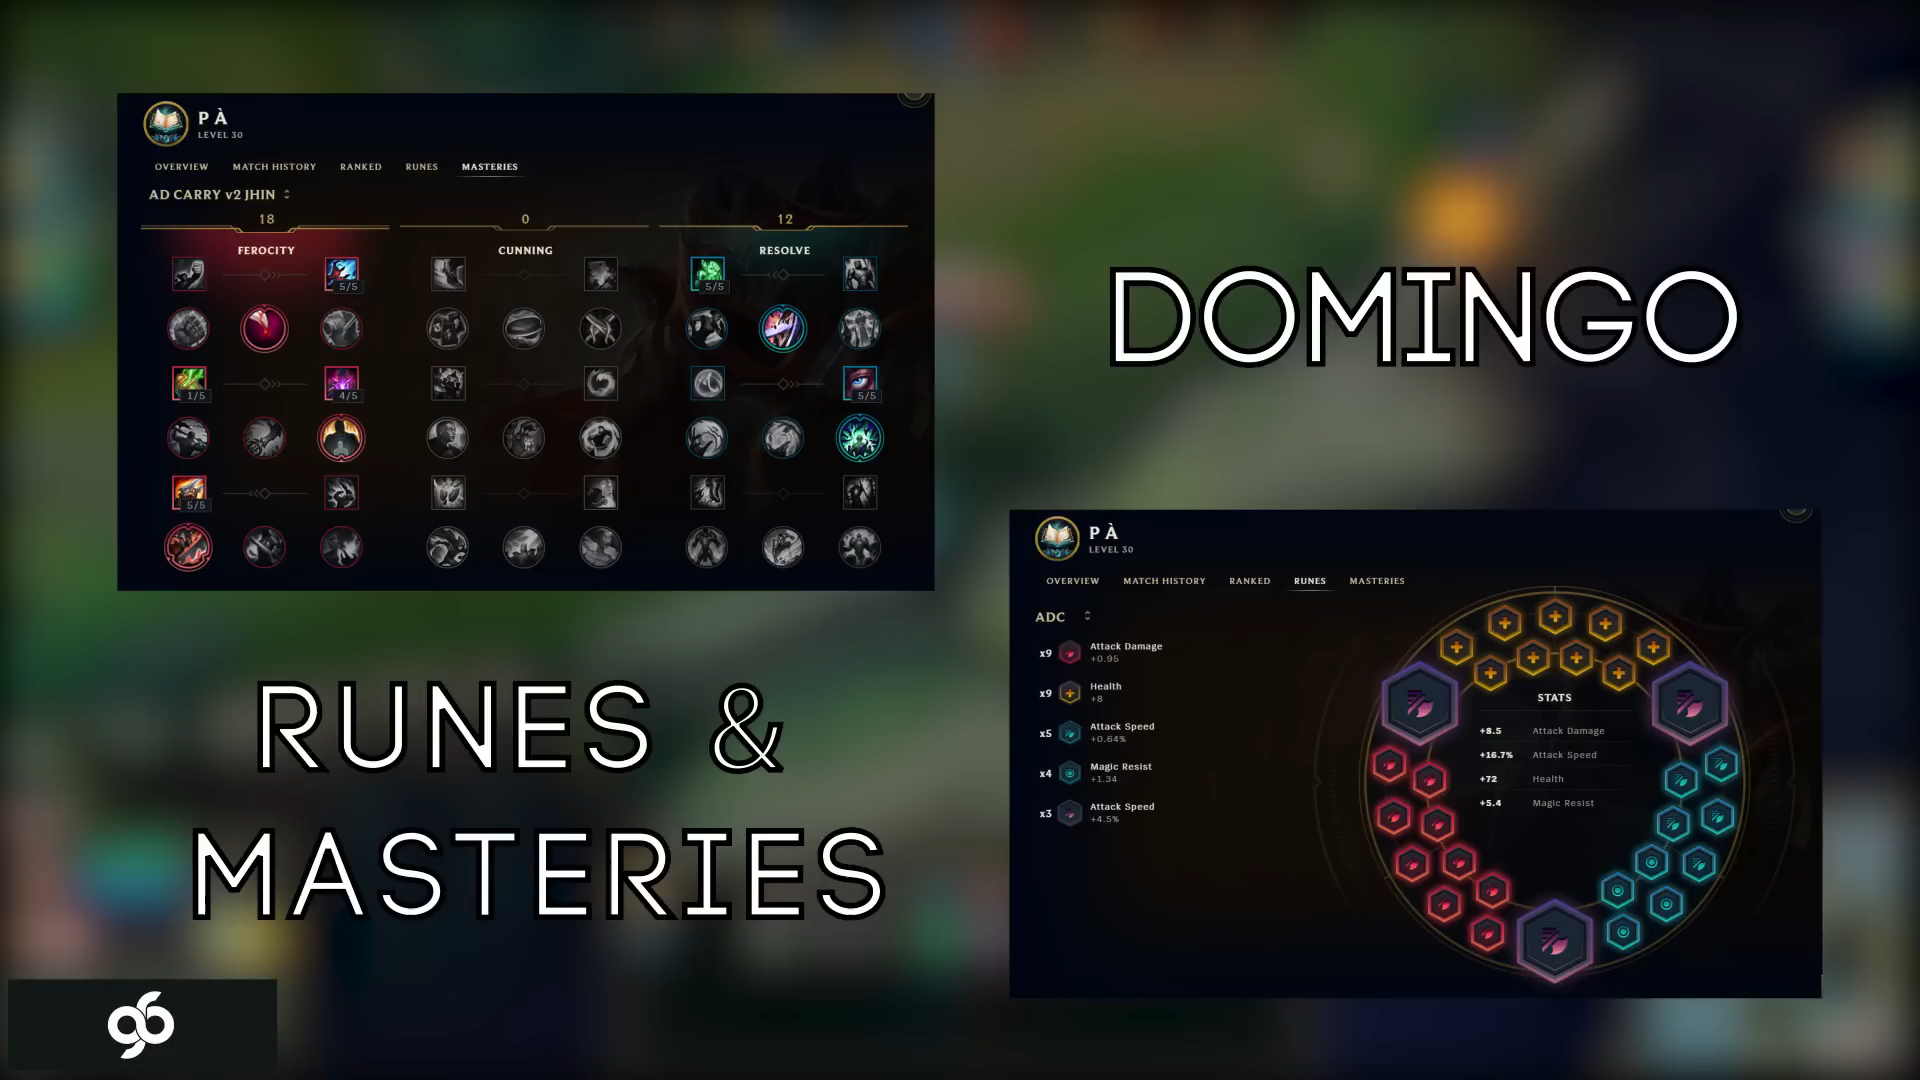 P À
LEVEL 30
OVERVIEW MATCH HISTORY RANKED RUNES MASTERIES
AD CARRY v2 JHIN
18 0 12
FEROCITY CUNNING RESOLVE
5/5 5/5
1/5 4/5 5/5
5/5
DOMINGO
RUNES &
MASTERIES
P À
LEVEL 30
OVERVIEW MATCH HISTORY RANKED RUNES MASTERIES
ADC
x9 Attack Damage
+0.95
x9 Health
+8
x5 Attack Speed
+0.64%
x4 Magic Resist
+1.34
x3 Attack Speed
+4.5%
STATS
+8.5 Attack Damage
+16.7% Attack Speed
+72 Health
+5.4 Magic Resist
96